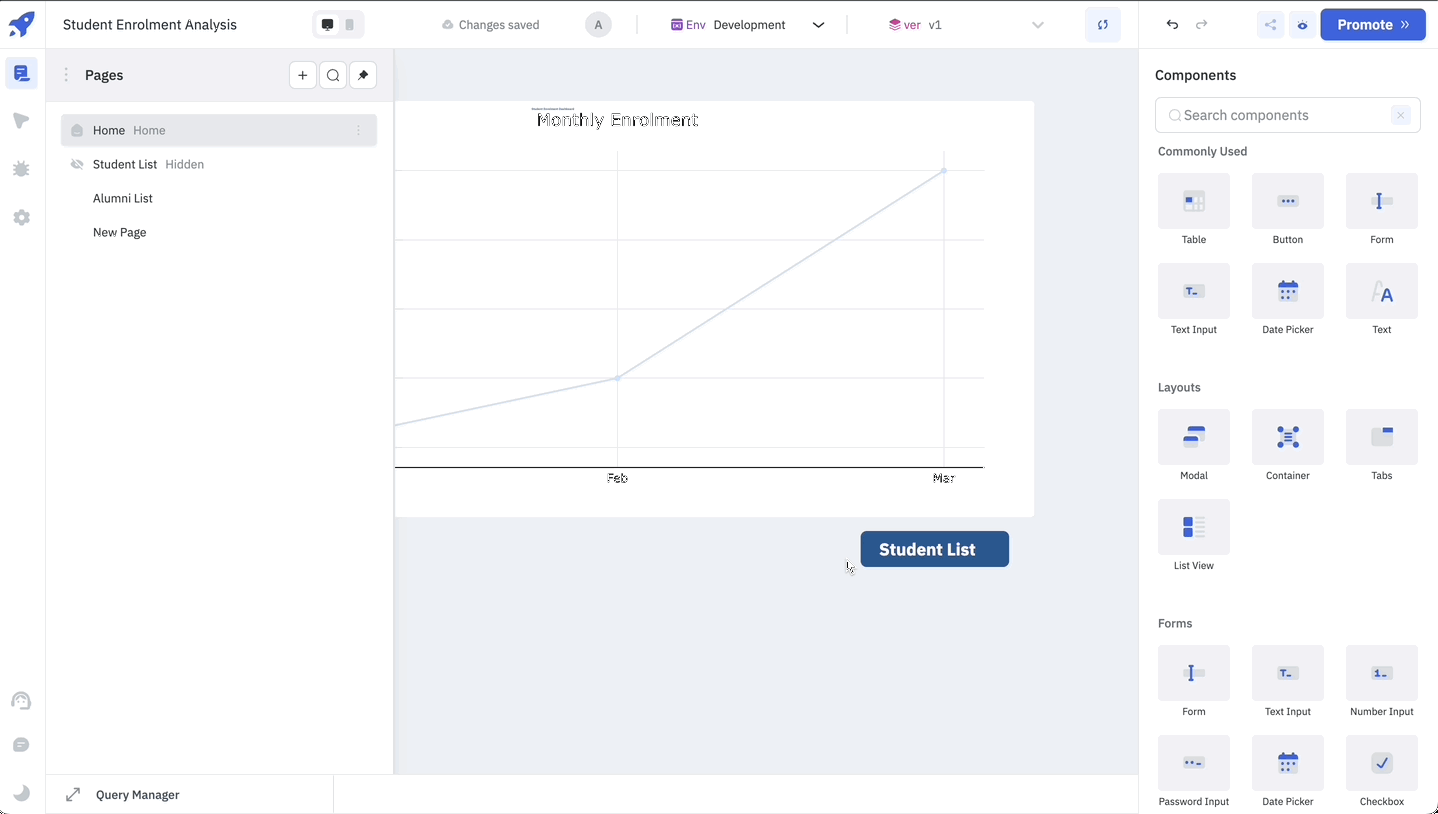 Student Enrolment Analysis
Changes saved
A
Env Development
ver v1
Promote »
Pages
Home Home
Student List Hidden
Alumni List
New Page
Student Enrolment Dashboard
Monthly Enrolment
Feb
Mar
Student List
Query Manager
Components
Search components
Commonly Used
Table
Button
Form
Text Input
Date Picker
Text
Layouts
Modal
Container
Tabs
List View
Forms
Form
Text Input
Number Input
Password Input
Date Picker
Checkbox